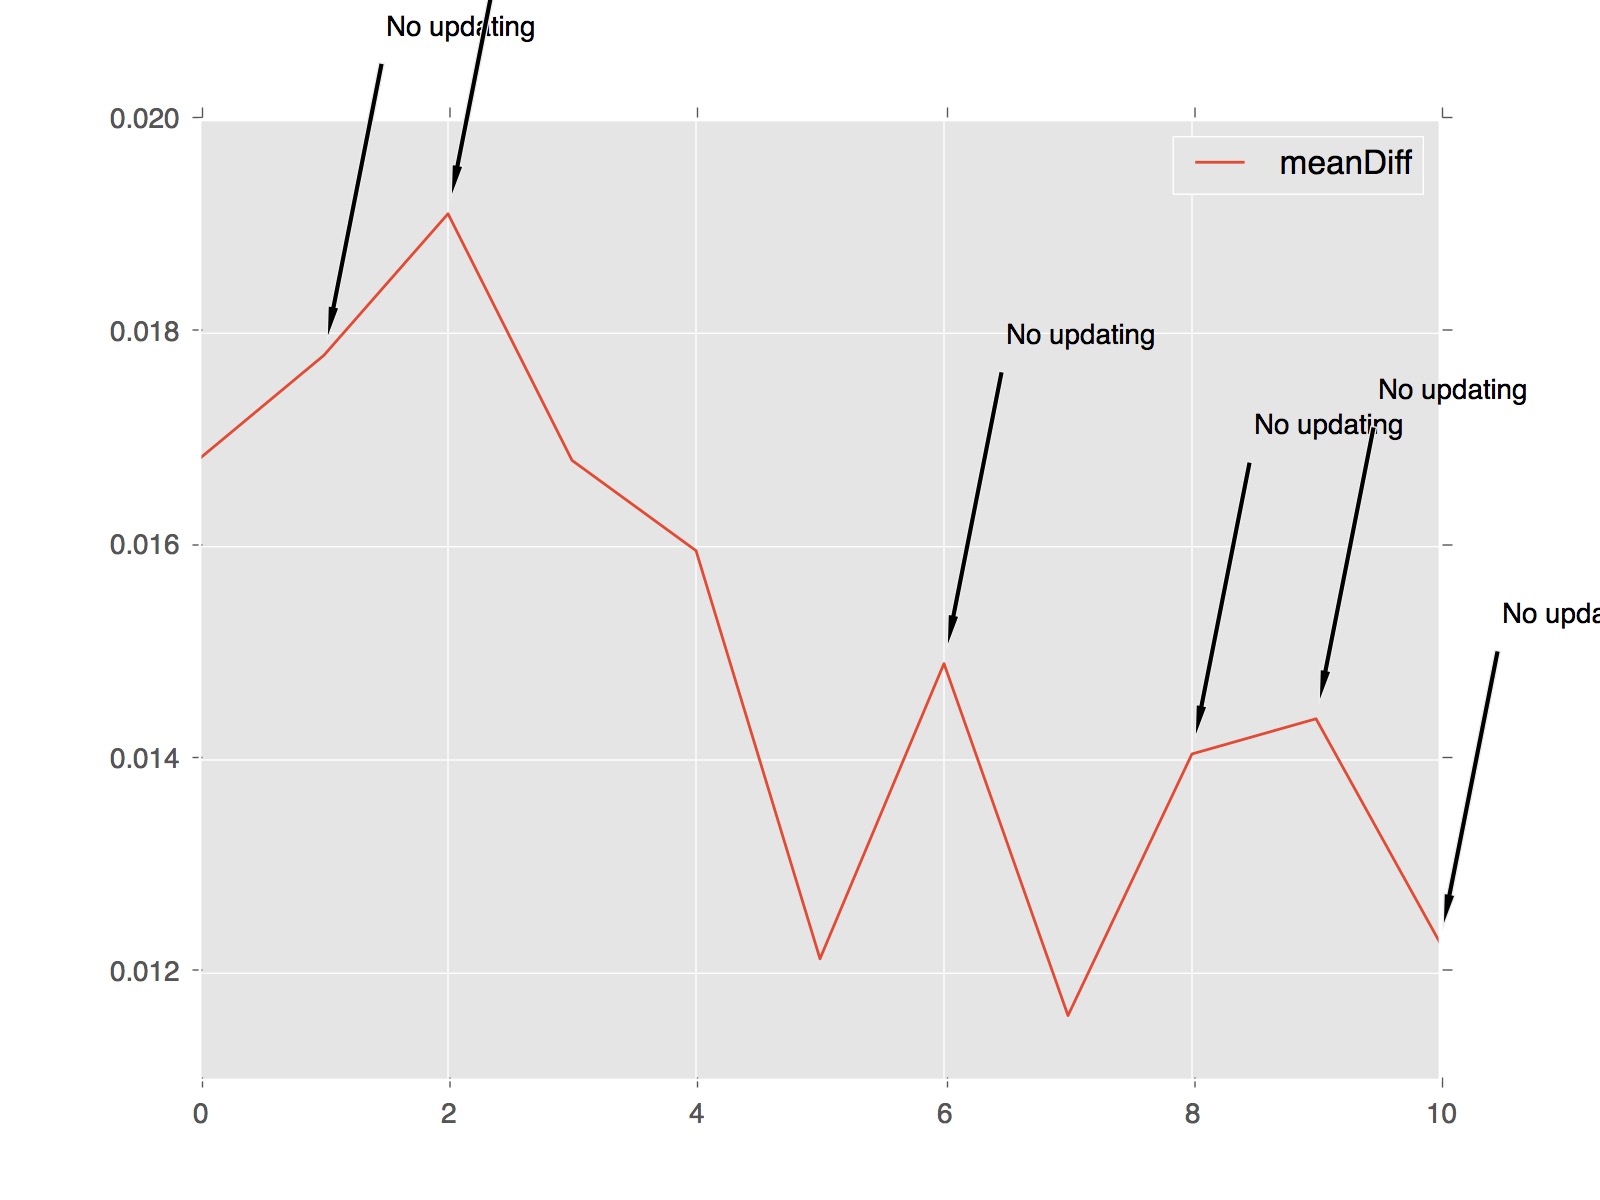 No updating
0.020
meanDiff
0.018
No updating
No updating
No updating
0.016
No upda
0.014
0.012
0 2 4 6 8 10